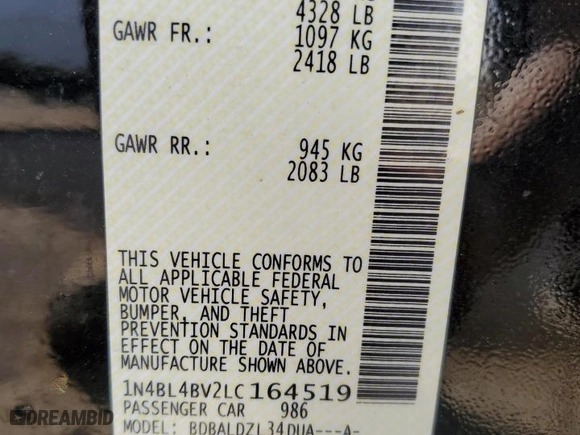 4328 LB
GAWR FR.: 1097 KG
2418 LB
GAWR RR.: 945 KG
2083 LB
THIS VEHICLE CONFORMS TO
ALL APPLICABLE FEDERAL
MOTOR VEHICLE SAFETY,
BUMPER, AND THEFT
PREVENTION STANDARDS IN
EFFECT ON THE DATE OF
MANUFACTURE SHOWN ABOVE.
1N4BL4BV2LC164519
PASSENGER CAR 986
MODEL: BDBALDZL34DUA---A-
DREAMBID